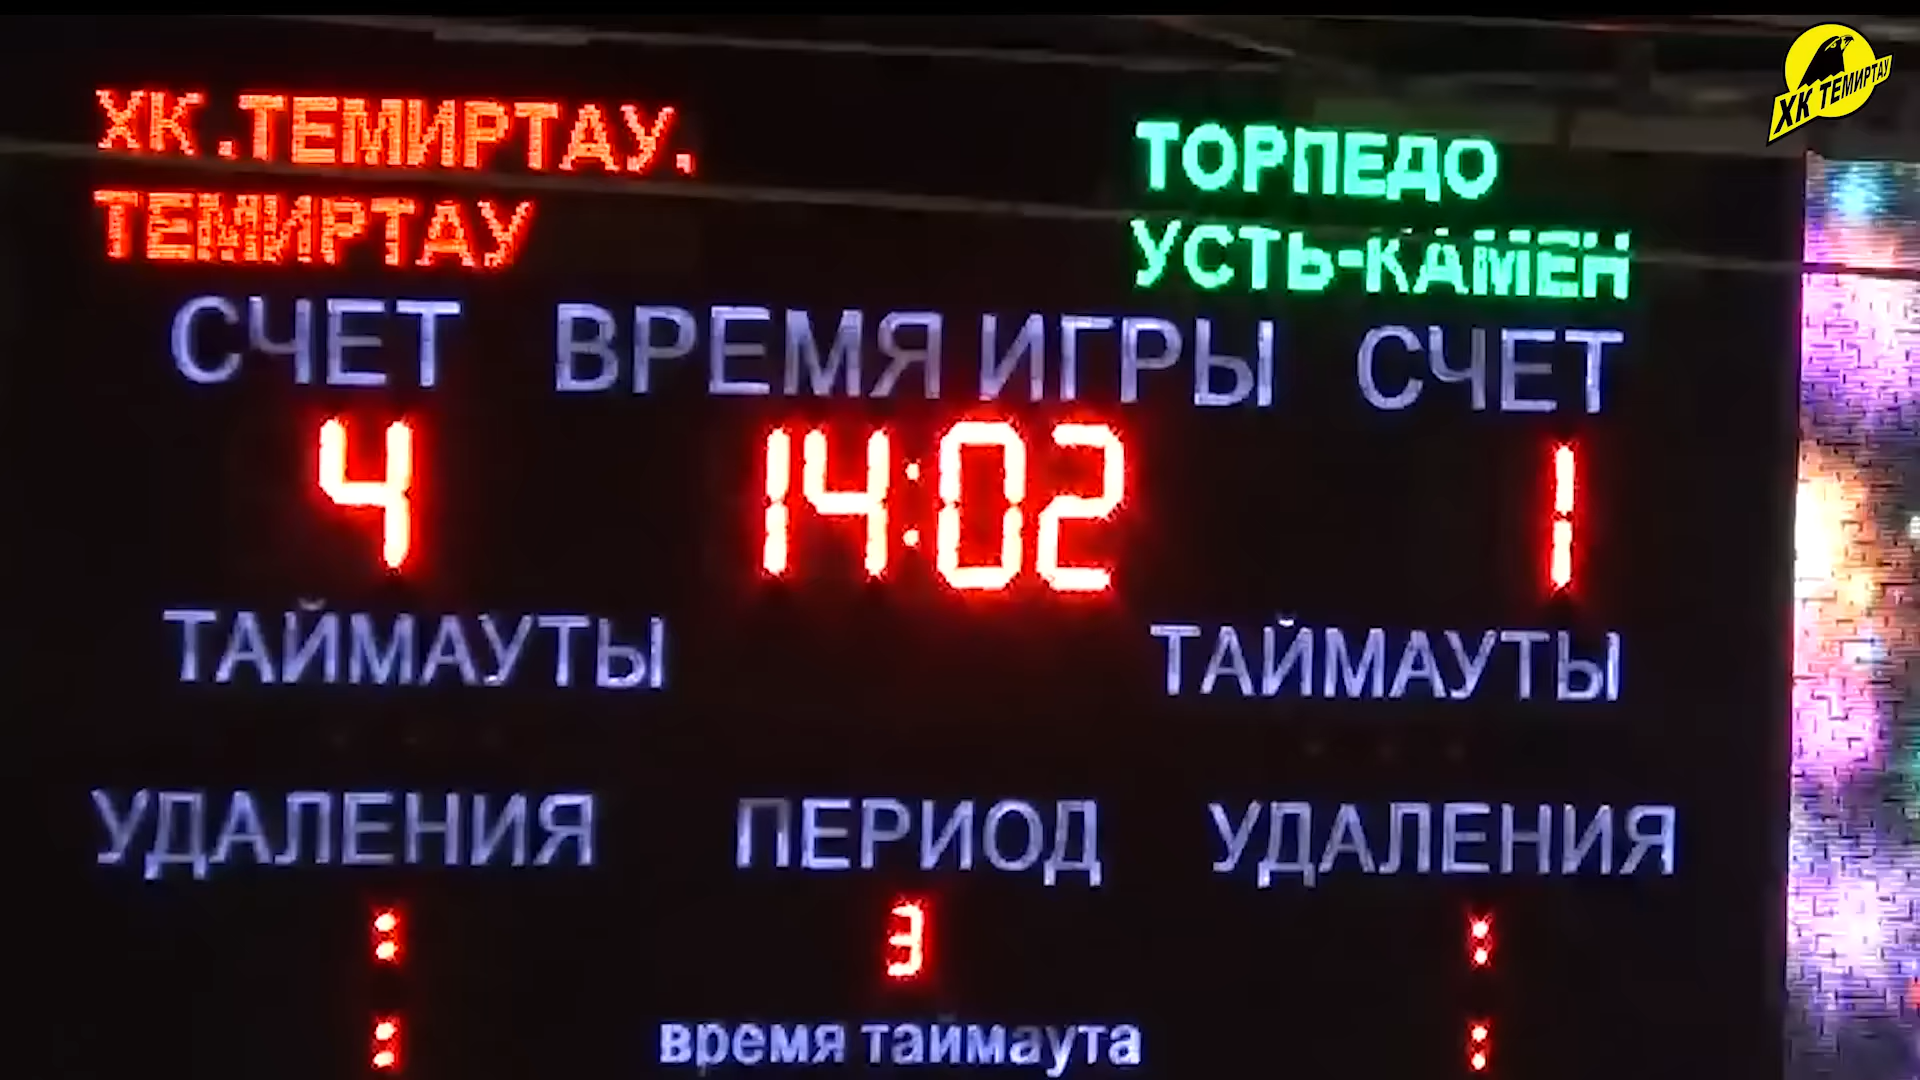 ХК ТЕМИРТАУ
ХК .ТЕМИРТАУ.
ТЕМИРТАУ
ТОРПЕДО
УСТЬ-КАМЕН
СЧЕТ ВРЕМЯ ИГРЫ СЧЕТ
4 14:02 1
ТАЙМАУТЫ ТАЙМАУТЫ
УДАЛЕНИЯ ПЕРИОД УДАЛЕНИЯ
: 3 :
: время таймаута :